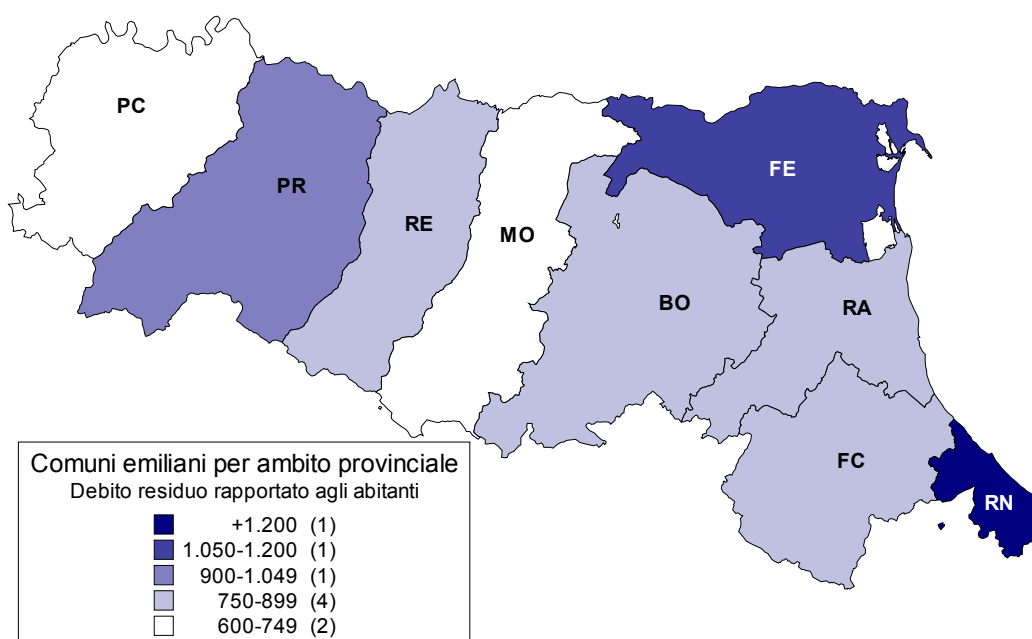 PC
PR
RE
MO
FE
BO
RA
FC
RN
Comuni emiliani per ambito provinciale
Debito residuo rapportato agli abitanti
+1.200 (1)
1.050-1.200 (1)
900-1.049 (1)
750-899 (4)
600-749 (2)